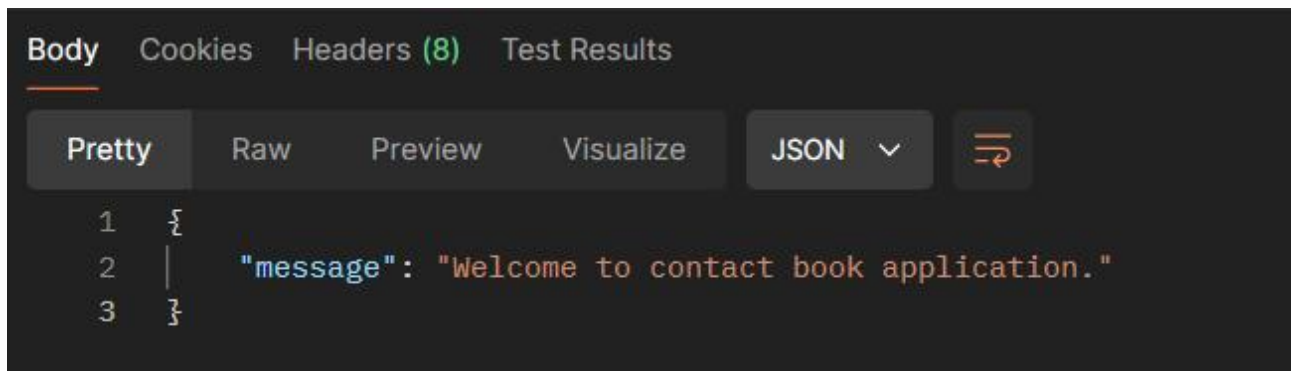 Body Cookies Headers (8) Test Results
Pretty Raw Preview Visualize JSON
1 {
2 "message": "Welcome to contact book application."
3 }